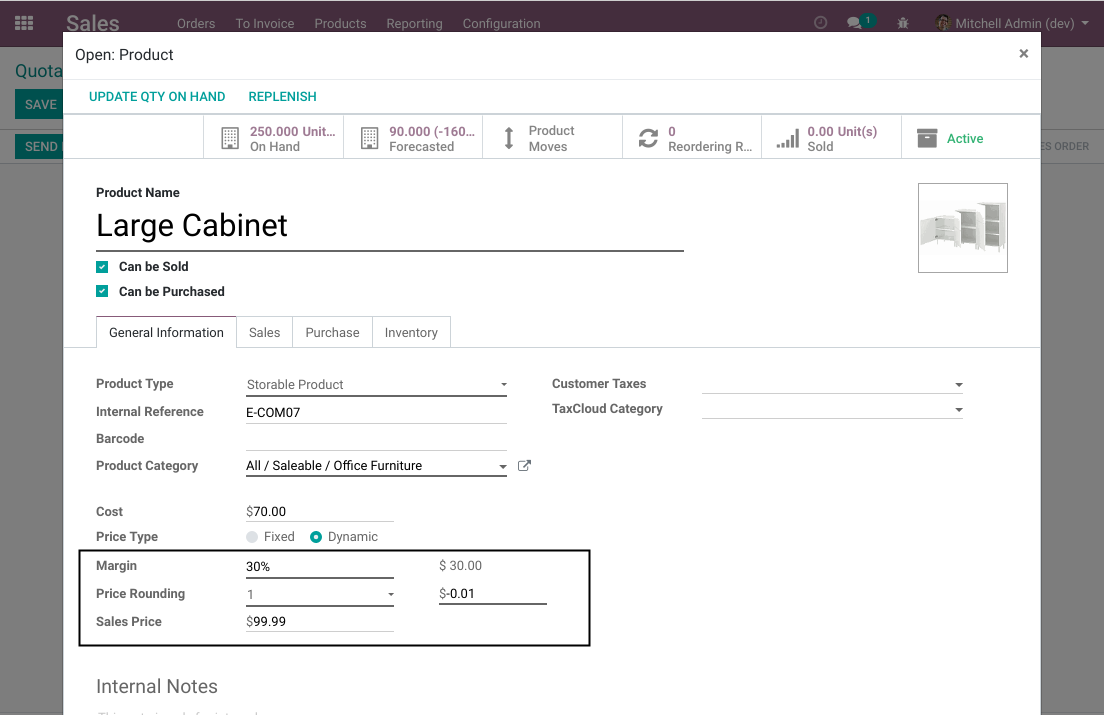 Sales Orders To Invoice Products Reporting Configuration 1 Mitchell Admin (dev)
Quota
Open: Product ×
SAVE
UPDATE QTY ON HAND REPLENISH
SEND
250.000 Unit... On Hand
90.000 (-160... Forecasted
Product Moves
0 Reordering R...
0.00 Unit(s) Sold
Active
ES ORDER
Product Name
Large Cabinet
Can be Sold
Can be Purchased
General Information Sales Purchase Inventory
Product Type Storable Product Customer Taxes
Internal Reference E-COM07 TaxCloud Category
Barcode
Product Category All / Saleable / Office Furniture
Cost $70.00
Price Type Fixed Dynamic
Margin 30% $ 30.00
Price Rounding 1 $-0.01
Sales Price $99.99
Internal Notes